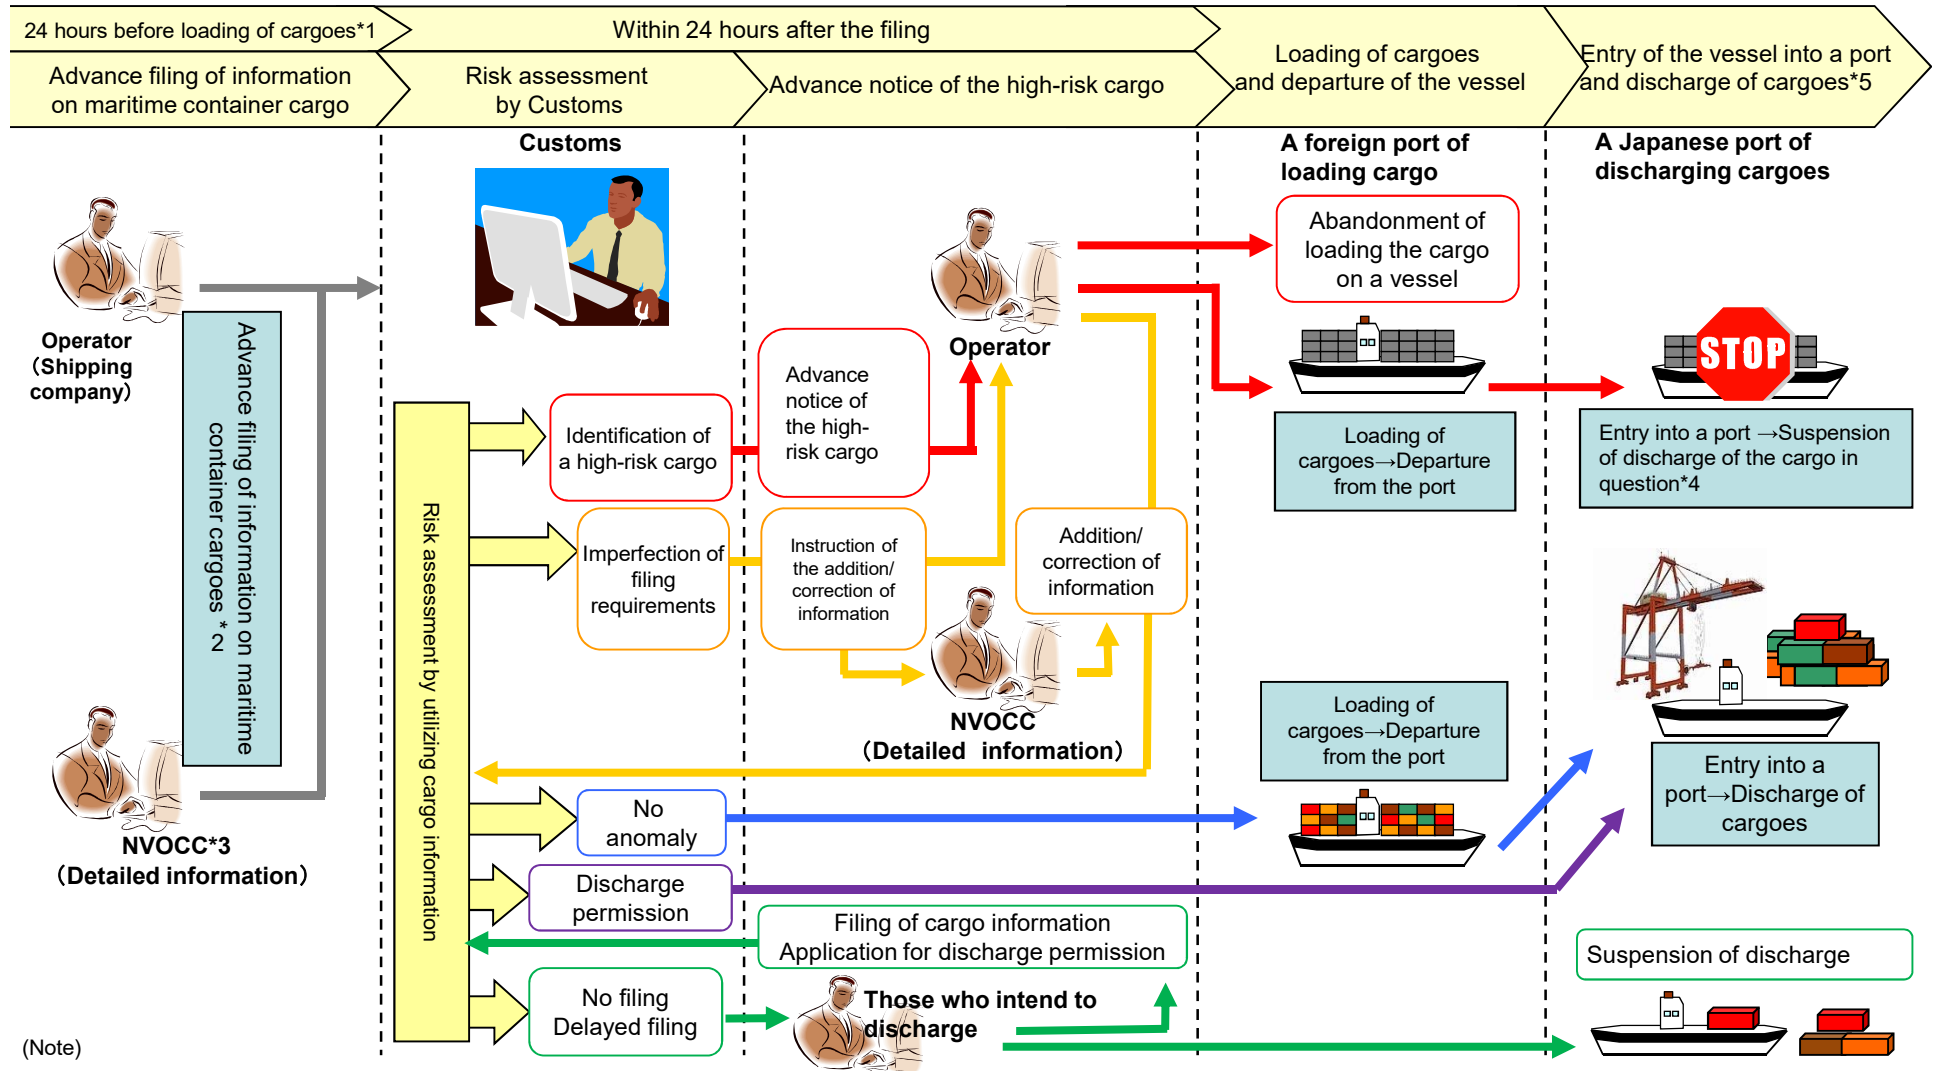 24 hours before loading of cargoes*1
Within 24 hours after the filing
Loading of cargoes
and departure of the vessel
Entry of the vessel into a port
and discharge of cargoes*5
Advance filing of information
on maritime container cargo
Risk assessment
by Customs
Advance notice of the high-risk cargo
Customs
A foreign port of
loading cargo
A Japanese port of
discharging cargoes
Operator
(Shipping
company)
Advance filing of information on maritime
container cargoes*2
NVOCC*3
(Detailed information)
Risk assessment by utilizing cargo information
Identification of
a high-risk cargo
Advance
notice of
the high-
risk cargo
Operator
Abandonment of
loading the cargo
on a vessel
Loading of
cargoes→Departure
from the port
STOP
Entry into a port →Suspension
of discharge of the cargo in
question*4
Imperfection of
filing
requirements
Instruction of
the addition/
correction of
information
Addition/
correction of
information
NVOCC
(Detailed information)
Loading of
cargoes→Departure
from the port
Entry into a
port→Discharge of
cargoes
No
anomaly
Discharge
permission
Filing of cargo information
Application for discharge permission
No filing
Delayed filing
Those who intend to
discharge
Suspension of discharge
(Note)